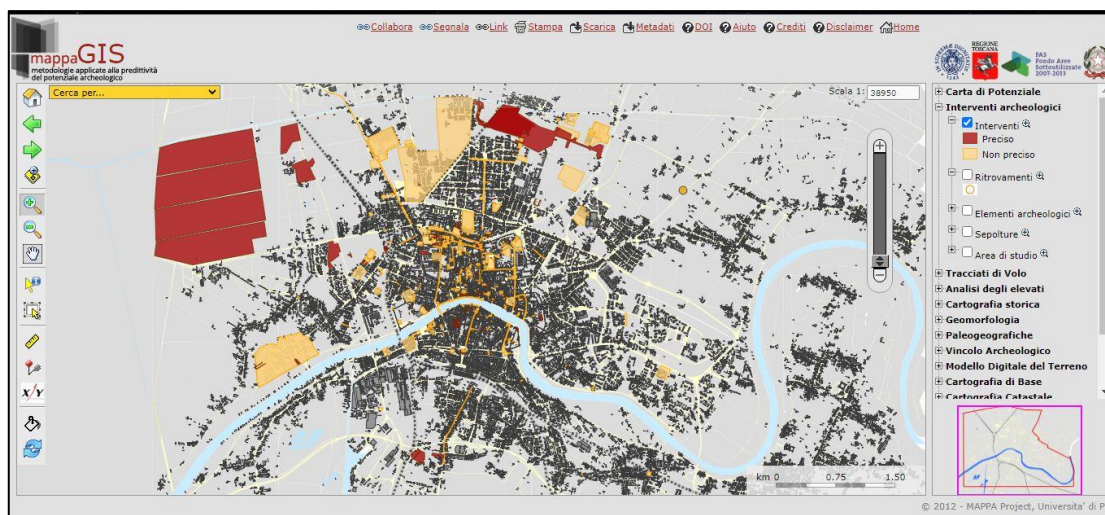 Collabora Segnala Link Stampa Scarica Metadati DOI Aiuto Crediti Disclaimer Home
mappaGIS
metodologie applicate alla predittività
del potenziale archeologico
REGIONE
TOSCANA
FAS
Fondo Aree
Sottoutilizzate
2007-2013
Cerca per...
Scala 1: 38950
Carta di Potenziale
Interventi archeologici
Interventi
Preciso
Non preciso
Ritrovamenti
Elementi archeologici
Sepolture
Area di studio
Tracciati di Volo
Analisi degli elevati
Cartografia storica
Geomorfologia
Paleogeografiche
Vincolo Archeologico
Modello Digitale del Terreno
Cartografia di Base
Cartografia Catastale
X/Y
km 0 0.75 1.50
© 2012 - MAPPA Project, Universita' di P